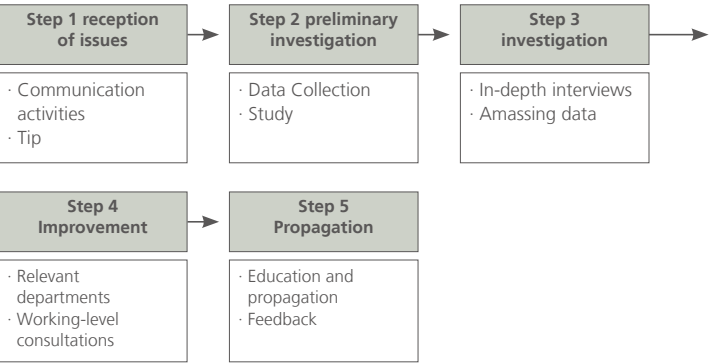 Step 1 reception
of issues
· Communication
activities
· Tip
Step 2 preliminary
investigation
· Data Collection
· Study
Step 3
investigation
· In-depth interviews
· Amassing data
Step 4
Improvement
· Relevant
departments
· Working-level
consultations
Step 5
Propagation
· Education and
propagation
· Feedback